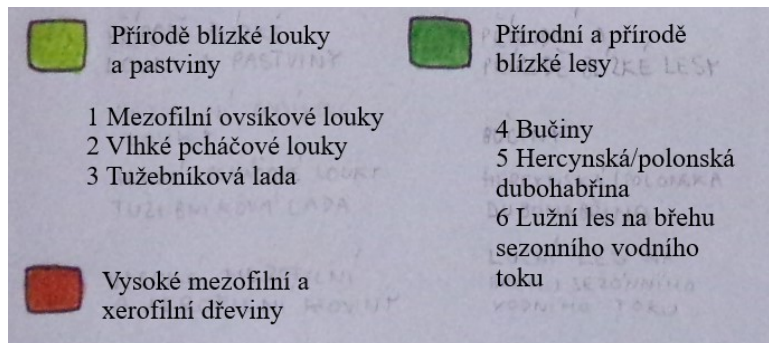 Přírodě blízké louky
a pastviny
1 Mezofilní ovsíkové louky
2 Vlhké pcháčové louky
3 Tužebníková lada
Vysoké mezofilní a
xerofilní dřeviny
Přírodní a přírodě
blízké lesy
4 Bučiny
5 Hercynská/polonská
dubohabřina
6 Lužní les na břehu
sezonního vodního
toku